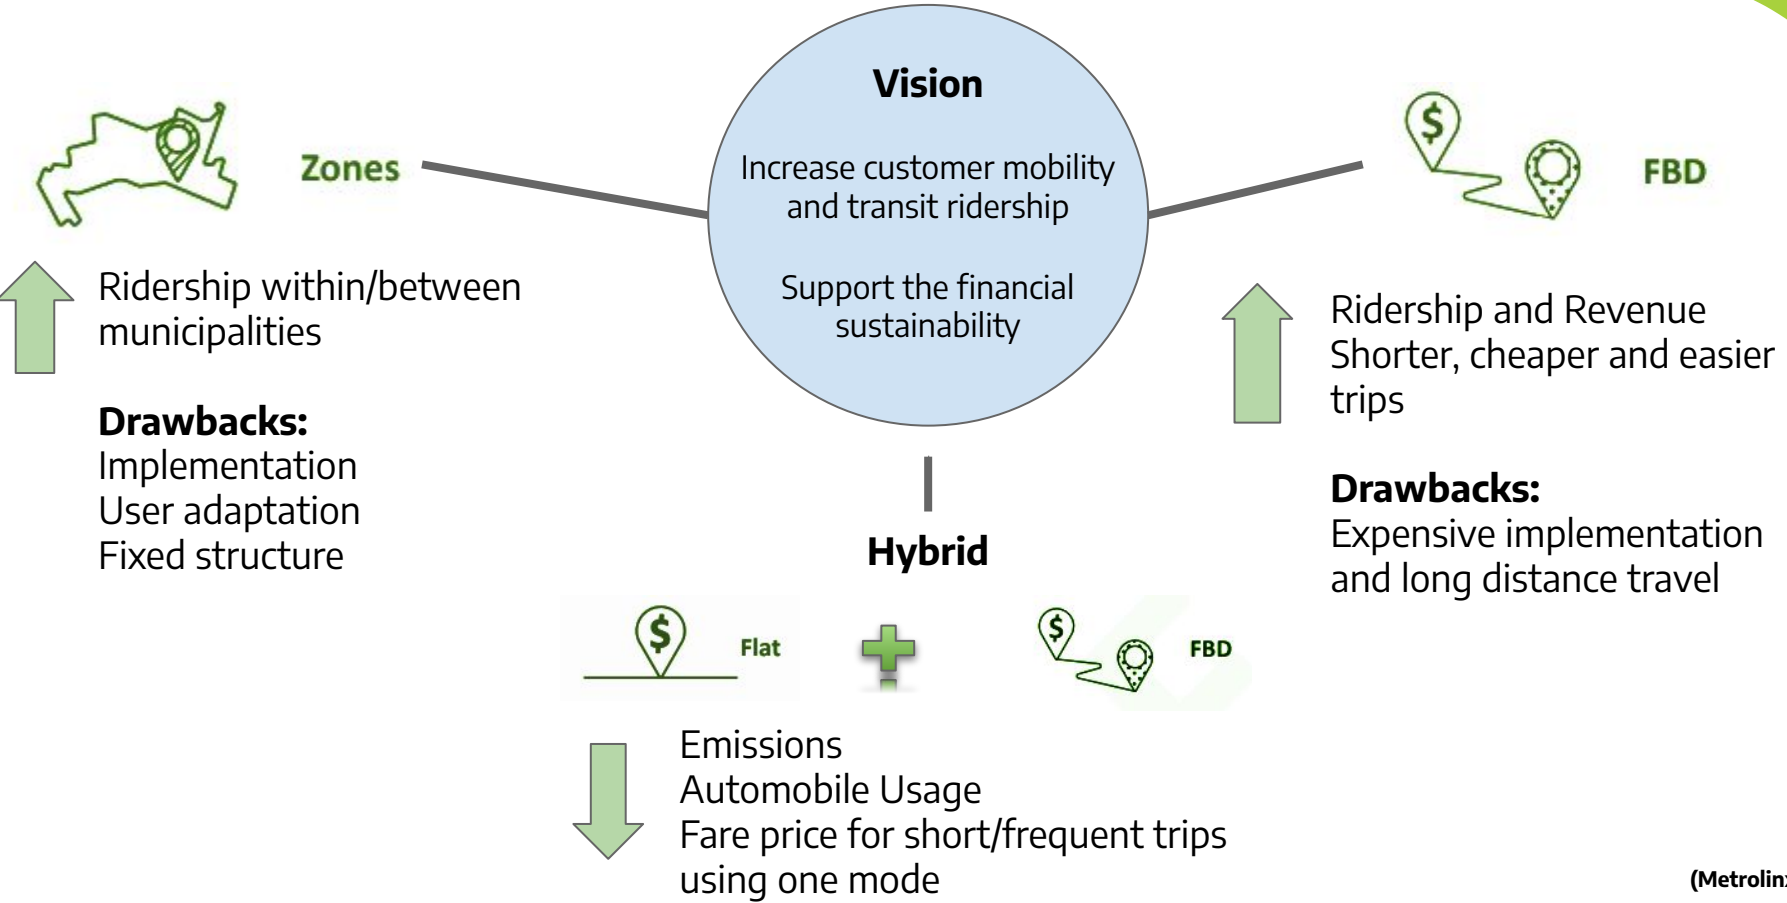 Vision
Increase customer mobility
and transit ridership
Support the financial
sustainability
Zones
Ridership within/between
municipalities
Drawbacks:
Implementation
User adaptation
Fixed structure
FBD
Ridership and Revenue
Shorter, cheaper and easier
trips
Drawbacks:
Expensive implementation
and long distance travel
Hybrid
$ Flat
$ FBD
Emissions
Automobile Usage
Fare price for short/frequent trips
using one mode
$
(Metrolinx